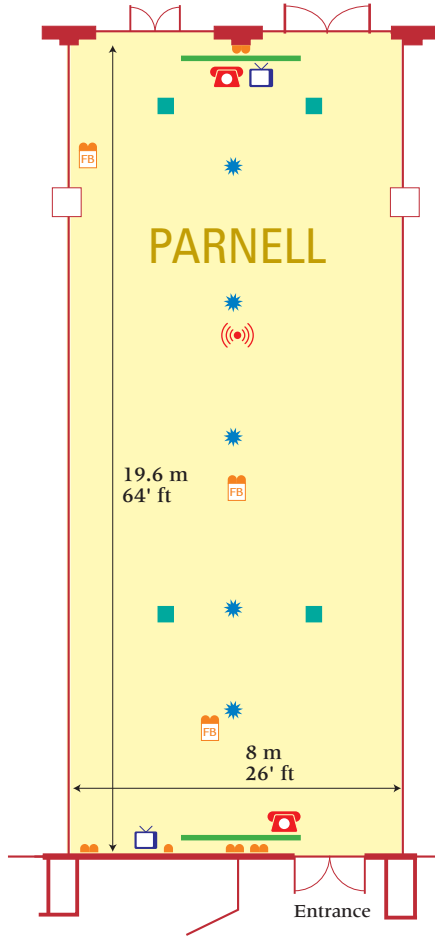 FB
PARNELL
19.6 m
64' ft
FB
FB
8 m
26' ft
Entrance